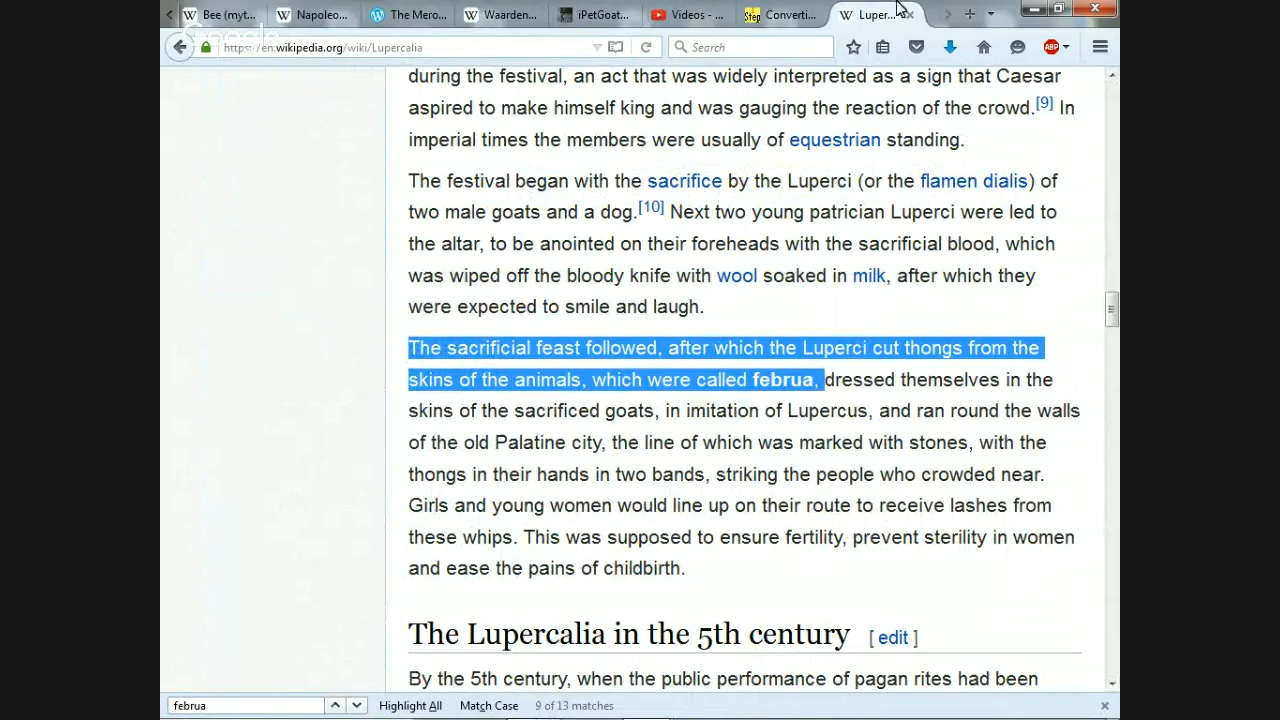 Bee (myt... Napoleo... The Mero... Waarden... iPetGoat... Videos - ... Step Converti... Luper...
Google
https://en.wikipedia.org/wiki/Lupercalia Search ABP
during the festival, an act that was widely interpreted as a sign that Caesar
aspired to make himself king and was gauging the reaction of the crowd.[9] In
imperial times the members were usually of equestrian standing.
The festival began with the sacrifice by the Luperci (or the flamen dialis) of
two male goats and a dog.[10] Next two young patrician Luperci were led to
the altar, to be anointed on their foreheads with the sacrificial blood, which
was wiped off the bloody knife with wool soaked in milk, after which they
were expected to smile and laugh.
The sacrificial feast followed, after which the Luperci cut thongs from the
skins of the animals, which were called februa, dressed themselves in the
skins of the sacrificed goats, in imitation of Lupercus, and ran round the walls
of the old Palatine city, the line of which was marked with stones, with the
thongs in their hands in two bands, striking the people who crowded near.
Girls and young women would line up on their route to receive lashes from
these whips. This was supposed to ensure fertility, prevent sterility in women
and ease the pains of childbirth.
The Lupercalia in the 5th century [ edit ]
By the 5th century, when the public performance of pagan rites had been
februa Highlight All Match Case 9 of 13 matches